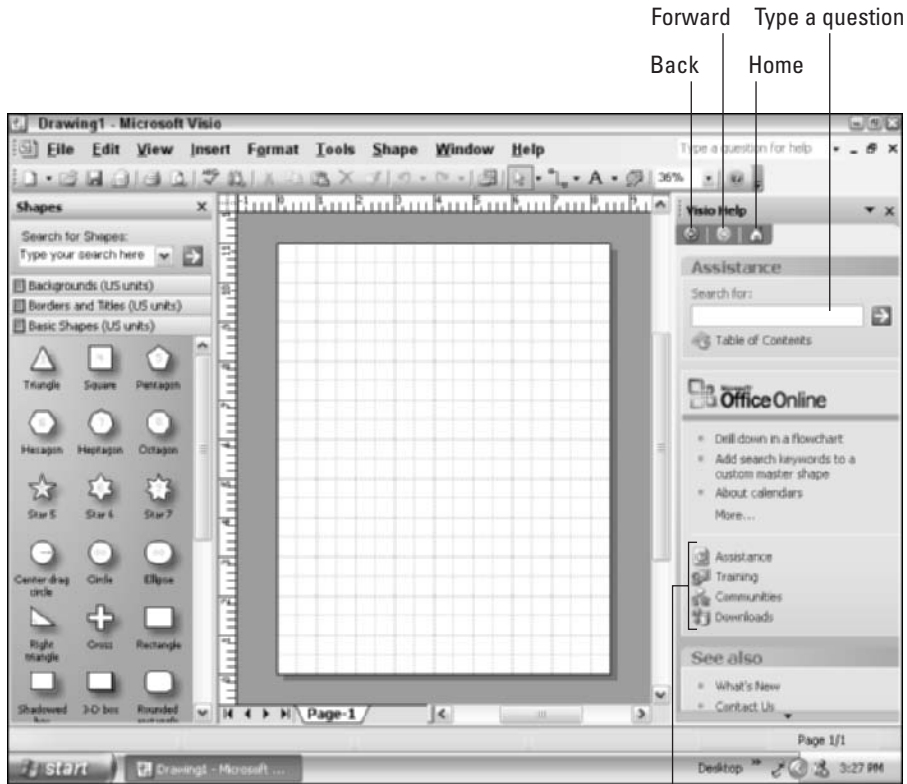 Forward Type a question
Back Home
Drawing1 - Microsoft Visio
File Edit View Insert Format Tools Shape Window Help
Type a question for help
A 36%
Shapes
Search for Shapes:
Type your search here
Backgrounds (US units)
Borders and Titles (US units)
Basic Shapes (US units)
Triangle Square Pentagon
Hexagon Heptagon Octagon
Star 5 Star 6 Star 7
Center drag circle Circle Ellipse
Right triangle Cross Rectangle
Shadowed 3-D box Rounded
Page-1
Visio Help
Assistance
Search for:
Table of Contents
Microsoft
Office Online
Drill down in a flowchart
Add search keywords to a
custom master shape
About calendars
More...
Assistance
Training
Communities
Downloads
See also
What's New
Contact Us
Page 1/1
start Drawing1 - Microsoft ... Desktop » 3:27 PM